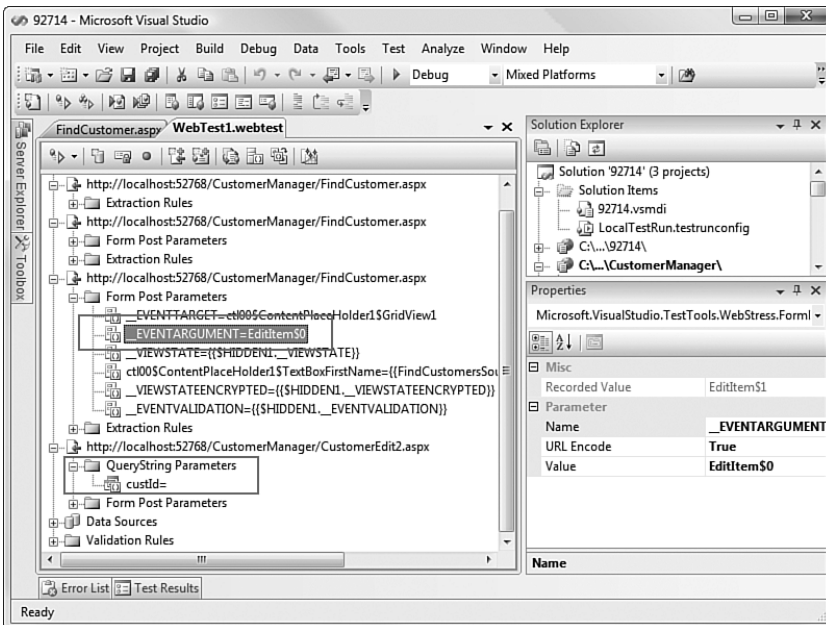 92714 - Microsoft Visual Studio
File Edit View Project Build Debug Data Tools Test Analyze Window Help
Debug Mixed Platforms
Server Explorer
Toolbox
FindCustomer.aspx WebTest1.webtest
http://localhost:52768/CustomerManager/FindCustomer.aspx
Extraction Rules
http://localhost:52768/CustomerManager/FindCustomer.aspx
Form Post Parameters
Extraction Rules
http://localhost:52768/CustomerManager/FindCustomer.aspx
Form Post Parameters
__EVENTTARGET=ctl00$ContentPlaceHolder1$GridView1
__EVENTARGUMENT=EditItem$0
__VIEWSTATE={{$HIDDEN1.__VIEWSTATE}}
ctl00$ContentPlaceHolder1$TextBoxFirstName={{FindCustomersSou
__VIEWSTATEENCRYPTED={{$HIDDEN1.__VIEWSTATEENCRYPTED}}
__EVENTVALIDATION={{$HIDDEN1.__EVENTVALIDATION}}
Extraction Rules
http://localhost:52768/CustomerManager/CustomerEdit2.aspx
QueryString Parameters
custId=
Form Post Parameters
Data Sources
Validation Rules
Solution Explorer
Solution '92714' (3 projects)
Solution Items
92714.vsmdi
LocalTestRun.testrunconfig
C:\...\92714\
C:\...\CustomerManager\
Properties
Microsoft.VisualStudio.TestTools.WebStress.FormI
Misc
Recorded Value EditItem$1
Parameter
Name __EVENTARGUMENT
URL Encode True
Value EditItem$0
Name
Error List Test Results
Ready